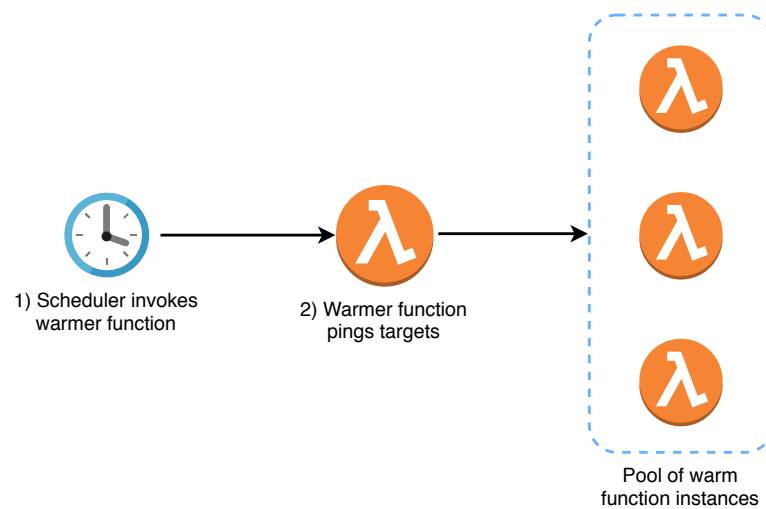 1) Scheduler invokes
warmer function
2) Warmer function
pings targets
Pool of warm
function instances